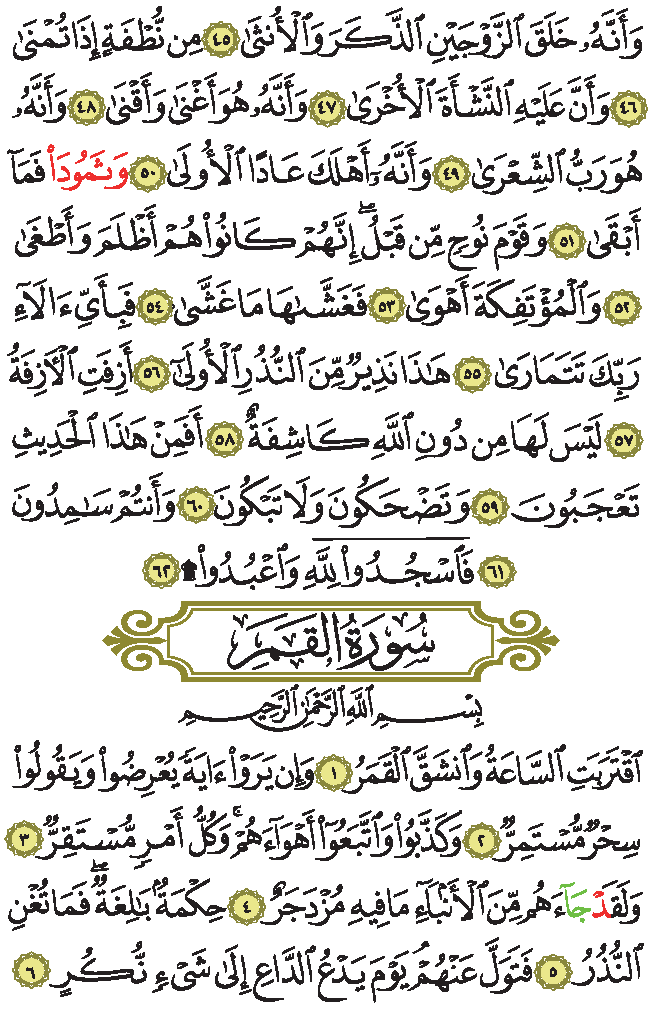 وَأَنَّهُۥ خَلَقَ ٱلزَّوۡجَيۡنِ ٱلذَّكَرَ وَٱلۡأُنثَىٰ ٤٥ مِن نُّطۡفَةٍ إِذَا تُمۡنَىٰ
٤٦ وَأَنَّ عَلَيۡهِ ٱلنَّشۡأَةَ ٱلۡأُخۡرَىٰ ٤٧ وَأَنَّهُۥ هُوَ أَغۡنَىٰ وَأَقۡنَىٰ ٤٨ وَأَنَّهُۥ
هُوَ رَبُّ ٱلشِّعۡرَىٰ ٤٩ وَأَنَّهُۥٓ أَهۡلَكَ عَادًا ٱلۡأُولَىٰ ٥٠ وَثَمُودَاْ فَمَآ
أَبۡقَىٰ ٥١ وَقَوۡمَ نُوحٖ مِّن قَبۡلُۖ إِنَّهُمۡ كَانُواْ هُمۡ أَظۡلَمَ وَأَطۡغَىٰ
٥٢ وَٱلۡمُؤۡتَفِكَةَ أَهۡوَىٰ ٥٣ فَغَشَّىٰهَا مَا غَشَّىٰ ٥٤ فَبِأَيِّ ءَالَآءِ
رَبِّكَ تَتَمَارَىٰ ٥٥ هَٰذَا نَذِيرٞ مِّنَ ٱلنُّذُرِ ٱلۡأُولَىٰٓ ٥٦ أَزِفَتِ ٱلۡأٓزِفَةُ
٥٧ لَيۡسَ لَهَا مِن دُونِ ٱللَّهِ كَاشِفَةٌ ٥٨ أَفَمِنۡ هَٰذَا ٱلۡحَدِيثِ
تَعۡجَبُونَ ٥٩ وَتَضۡحَكُونَ وَلَا تَبۡكُونَ ٦٠ وَأَنتُمۡ سَٰمِدُونَ
٦١ فَٱسۡجُدُواْۤ لِلَّهِۤ وَٱعۡبُدُواْ۩ ٦٢
سُورَةُ القَمَرِ
بِسۡمِ ٱللَّهِ ٱلرَّحۡمَٰنِ ٱلرَّحِيمِ
ٱقۡتَرَبَتِ ٱلسَّاعَةُ وَٱنشَقَّ ٱلۡقَمَرُ ١ وَإِن يَرَوۡاْ ءَايَةٗ يُعۡرِضُواْ وَيَقُولُواْ
سِحۡرٞ مُّسۡتَمِرّٞ ٢ وَكَذَّبُواْ وَٱتَّبَعُوٓاْ أَهۡوَآءَهُمۡۚ وَكُلُّ أَمۡرٖ مُّسۡتَقِرّٞ ٣
وَلَقَدۡ جَآءَهُم مِّنَ ٱلۡأَنۢبَآءِ مَا فِيهِ مُزۡدَجَرٌ ٤ حِكۡمَةُۢ بَٰلِغَةٞۖ فَمَا تُغۡنِ
ٱلنُّذُرُ ٥ فَتَوَلَّ عَنۡهُمۡۘ يَوۡمَ يَدۡعُ ٱلدَّاعِ إِلَىٰ شَيۡءٖ نُّكُرٍ ٦